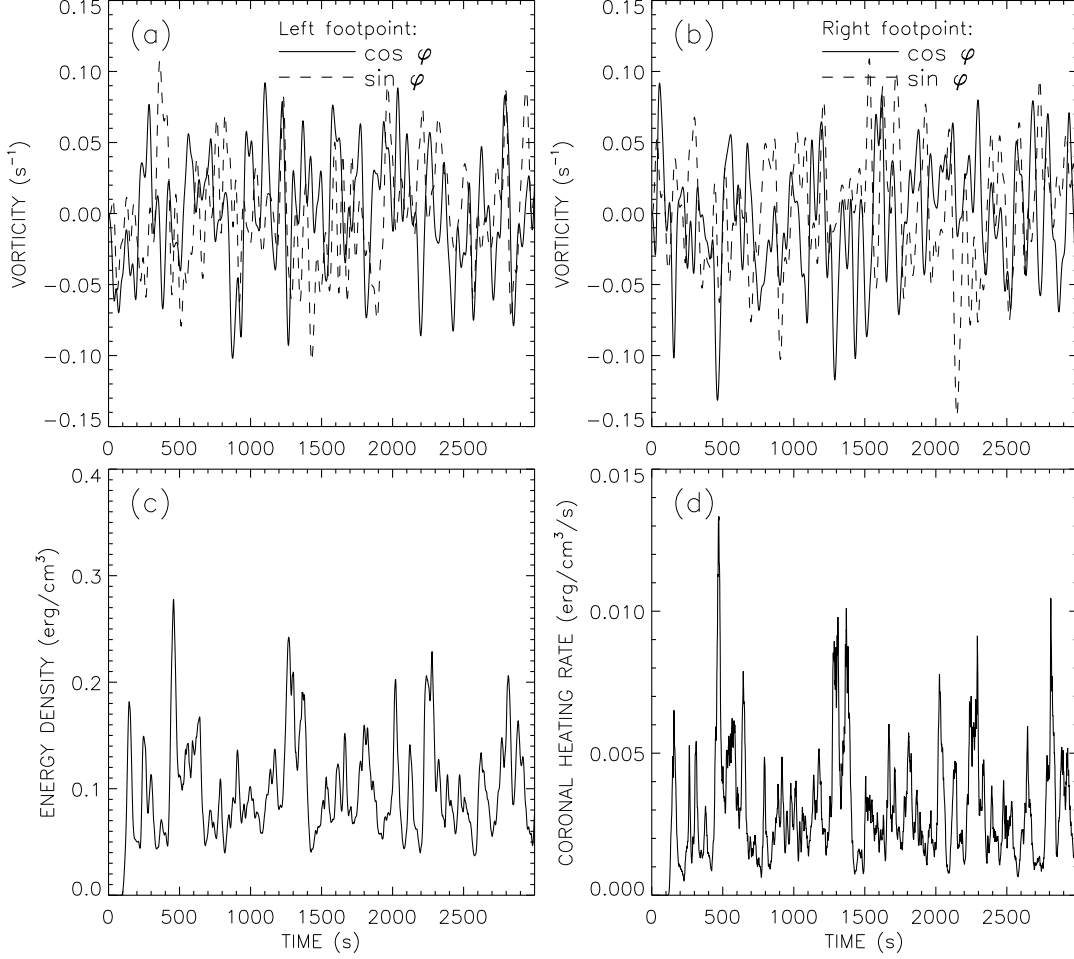 (a)
Left footpoint:
cos φ
sin φ
VORTICITY (s⁻¹)
0.15
0.10
0.05
0.00
−0.05
−0.10
−0.15
0 500 1000 1500 2000 2500
(b)
Right footpoint:
cos φ
sin φ
VORTICITY (s⁻¹)
0.15
0.10
0.05
0.00
−0.05
−0.10
−0.15
0 500 1000 1500 2000 2500
(c)
ENERGY DENSITY (erg/cm³)
0.4
0.3
0.2
0.1
0.0
0 500 1000 1500 2000 2500
TIME (s)
(d)
CORONAL HEATING RATE (erg/cm³/s)
0.015
0.010
0.005
0.000
0 500 1000 1500 2000 2500
TIME (s)